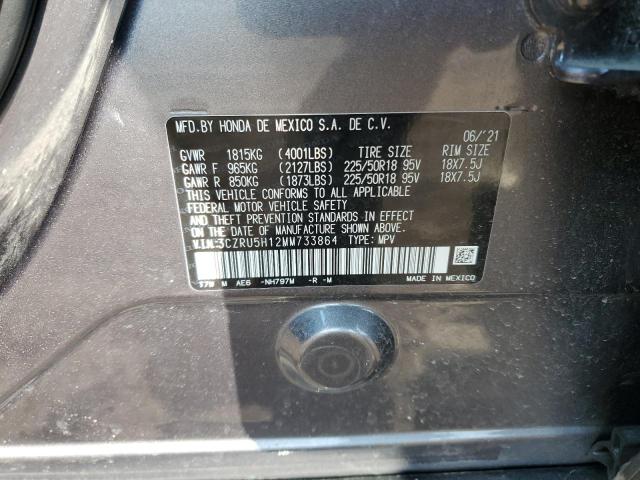 MFD.BY HONDA DE MEXICO S.A. DE C.V. 06/'21
GVWR 1815KG (4001LBS) TIRE SIZE RIM SIZE
GAWR F 965KG (2127LBS) 225/50R18 95V 18X7.5J
GAWR R 850KG (1873LBS) 225/50R18 95V 18X7.5J
THIS VEHICLE CONFORMS TO ALL APPLICABLE
FEDERAL MOTOR VEHICLE SAFETY
AND THEFT PREVENTION STANDARDS IN EFFECT
ON THE DATE OF MANUFACTURE SHOWN ABOVE.
V.I.N:3CZRU5H12MM733864 TYPE: MPV
T7W M AE6 -NH797M -R -M MADE IN MEXICO